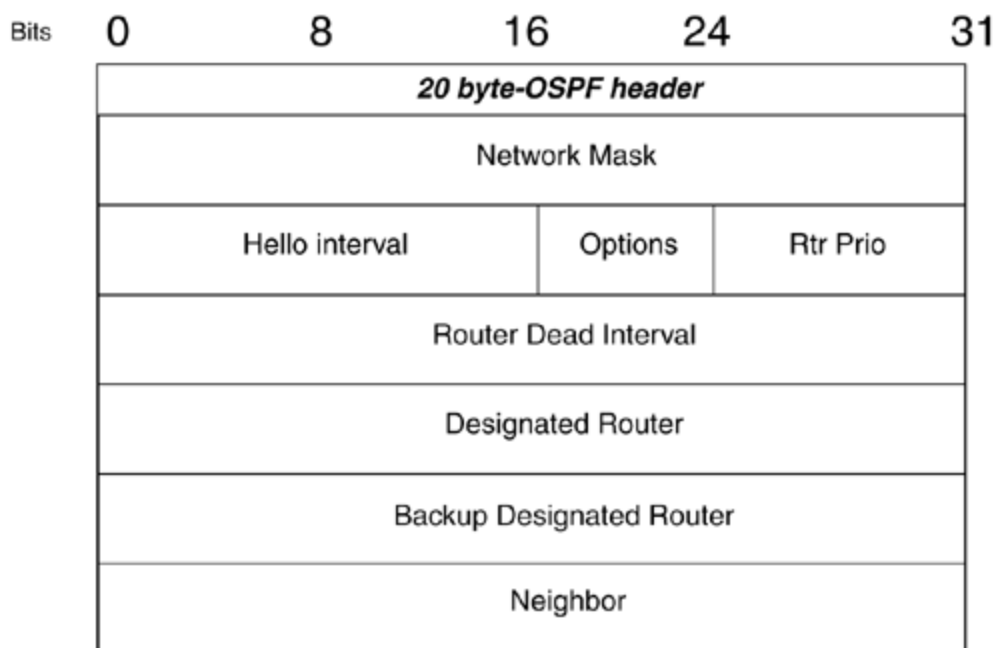 Bits 0 8 16 24 31
20 byte-OSPF header
Network Mask
Hello interval Options Rtr Prio
Router Dead Interval
Designated Router
Backup Designated Router
Neighbor